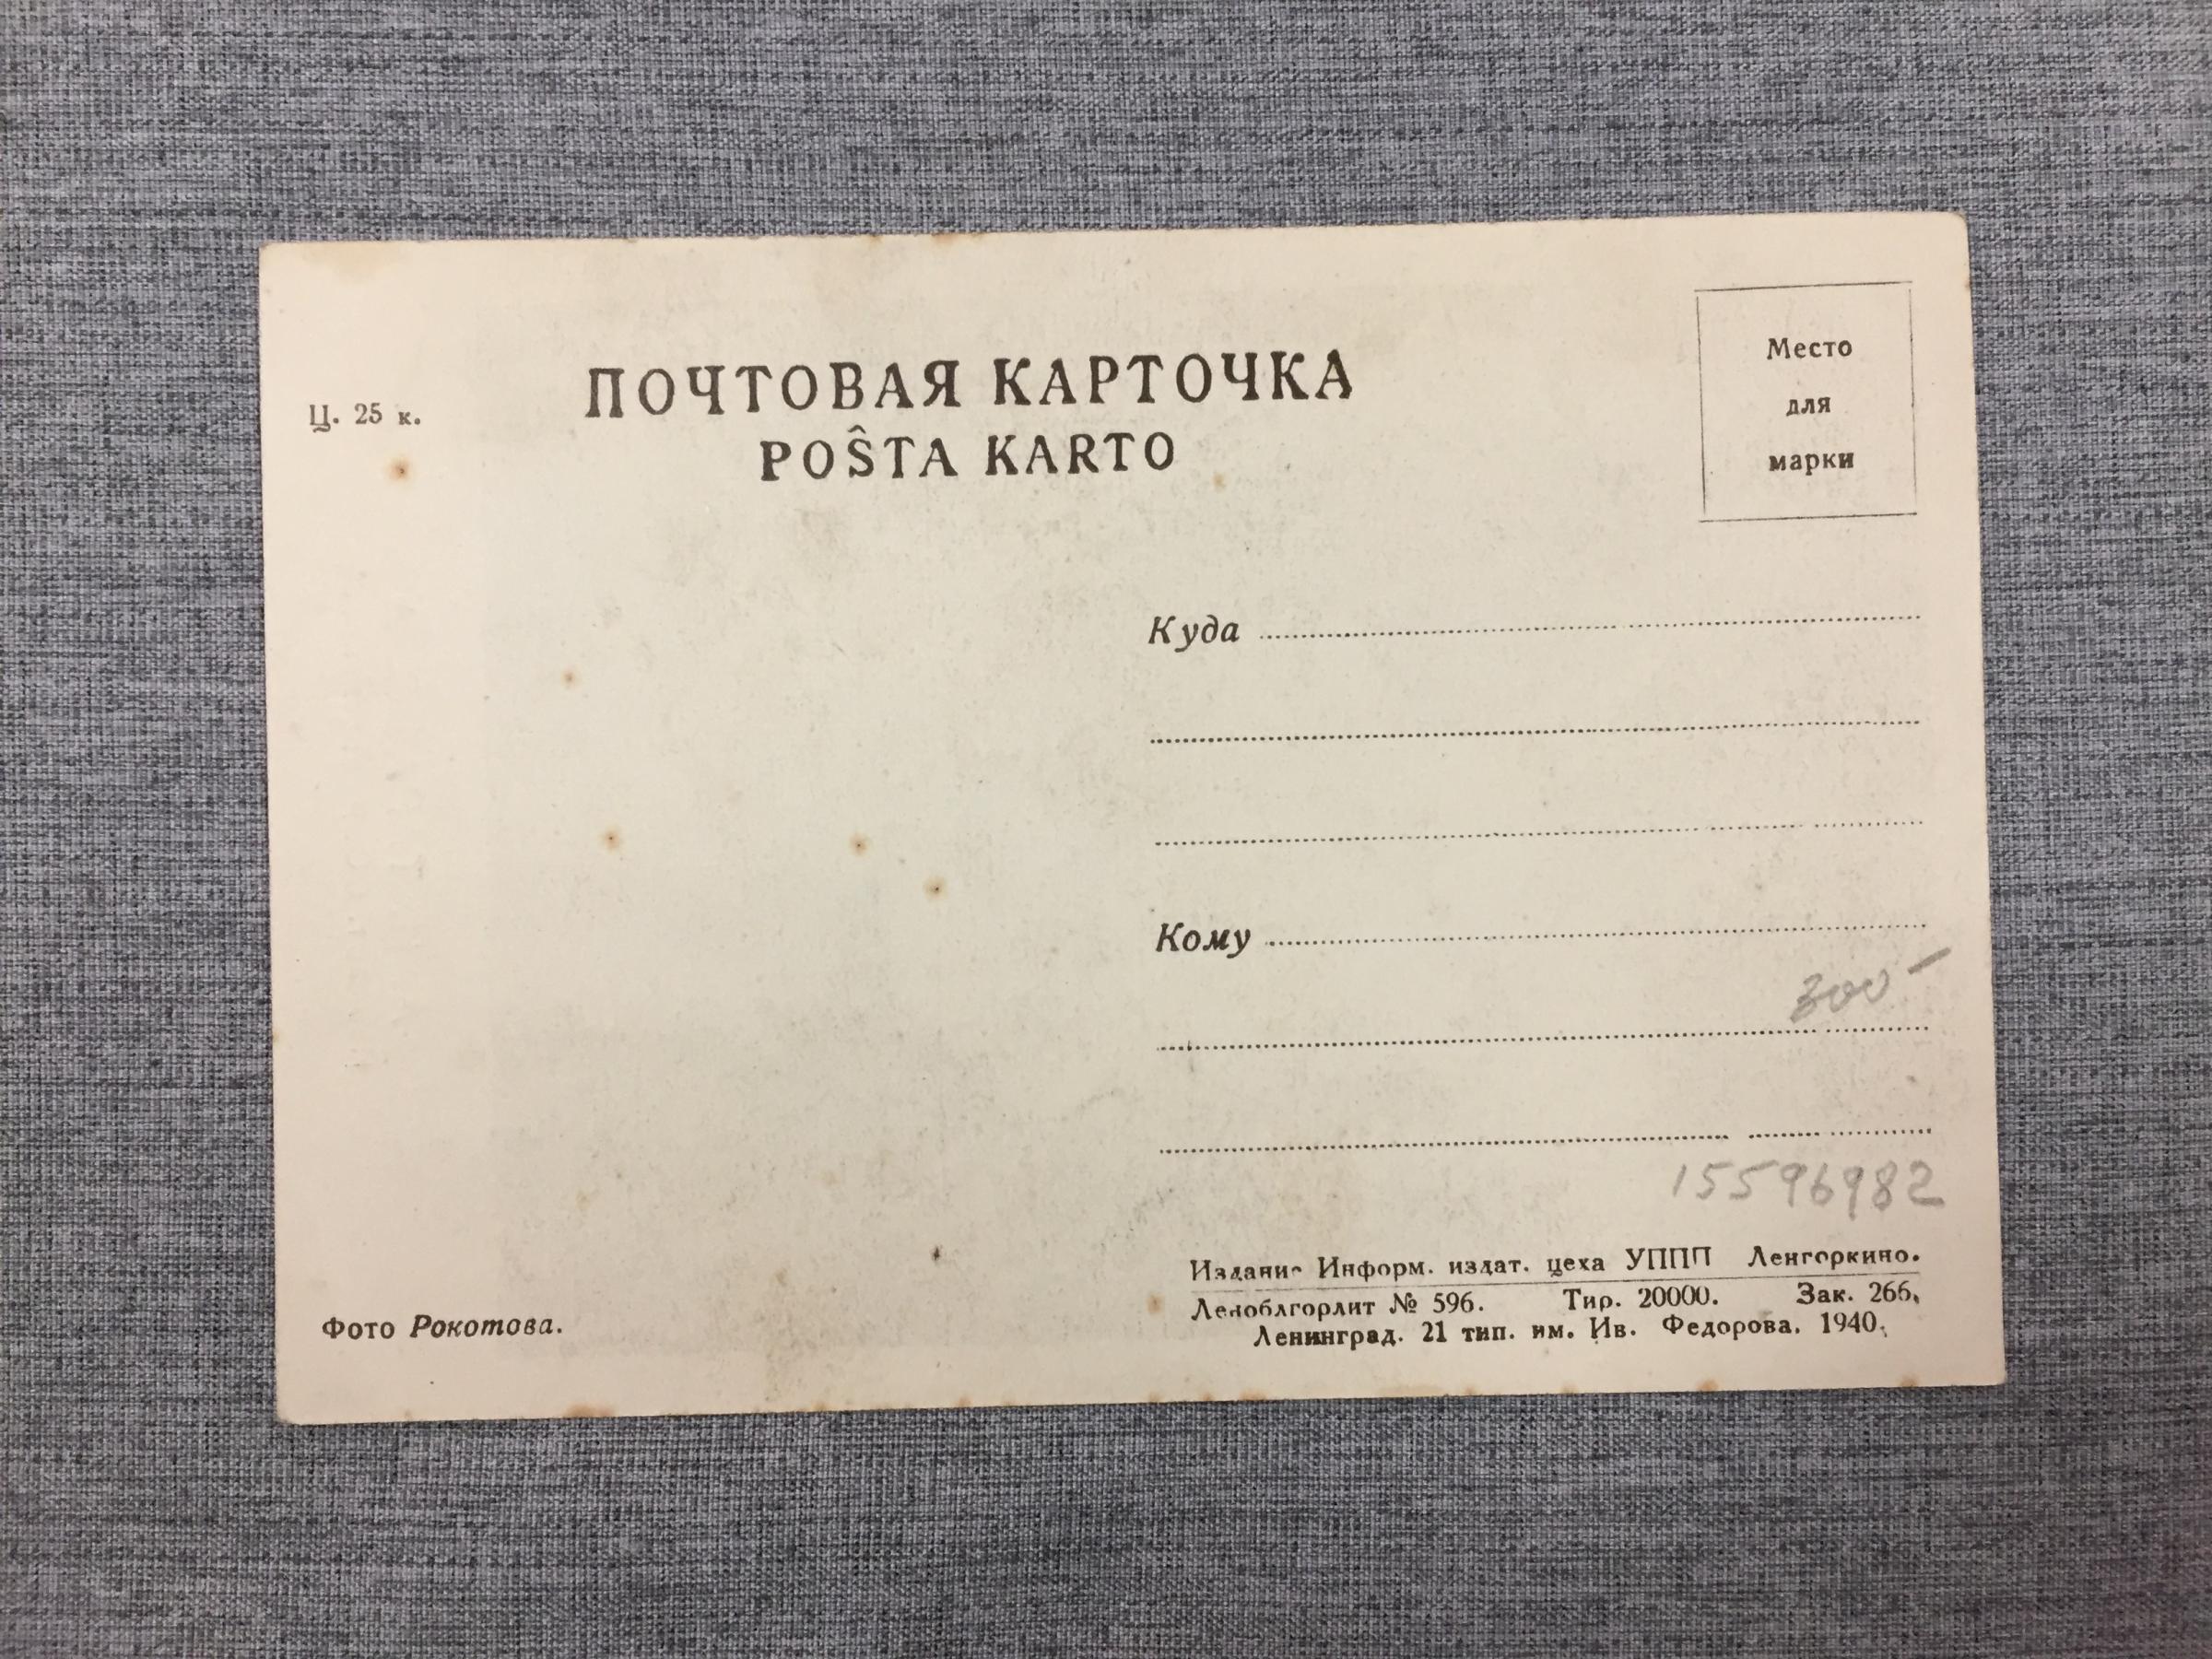 Место
для
марки
Ц. 25 к.
ПОЧТОВАЯ КАРТОЧКА
POŜTA KARTO
Куда
Кому
300 –
15596982
Издание Информ. издат. цеха УППП Ленгоркино.
Леноблгорлит № 596. Тир. 20000. Зак. 266.
Ленинград. 21 тип. им. Ив. Федорова. 1940.
Фото Рокотова.